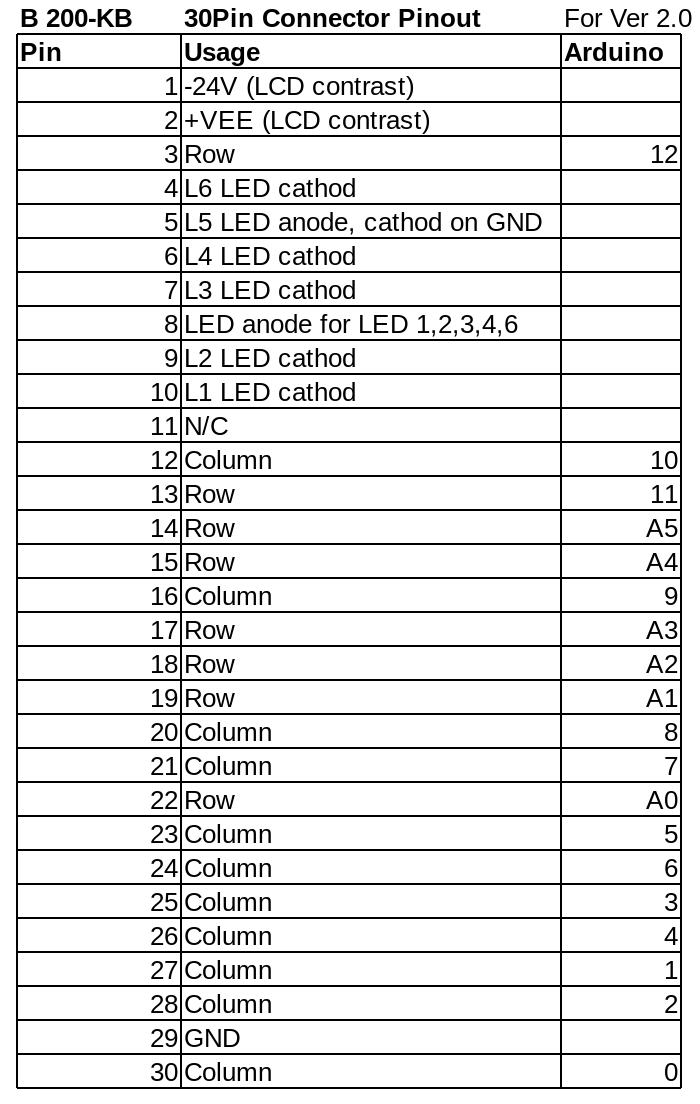 B 200-KB 30Pin Connector Pinout For Ver 2.0
Pin Usage Arduino
1 -24V (LCD contrast)
2 +VEE (LCD contrast)
3 Row 12
4 L6 LED cathod
5 L5 LED anode, cathod on GND
6 L4 LED cathod
7 L3 LED cathod
8 LED anode for LED 1,2,3,4,6
9 L2 LED cathod
10 L1 LED cathod
11 N/C
12 Column 10
13 Row 11
14 Row A5
15 Row A4
16 Column 9
17 Row A3
18 Row A2
19 Row A1
20 Column 8
21 Column 7
22 Row A0
23 Column 5
24 Column 6
25 Column 3
26 Column 4
27 Column 1
28 Column 2
29 GND
30 Column 0